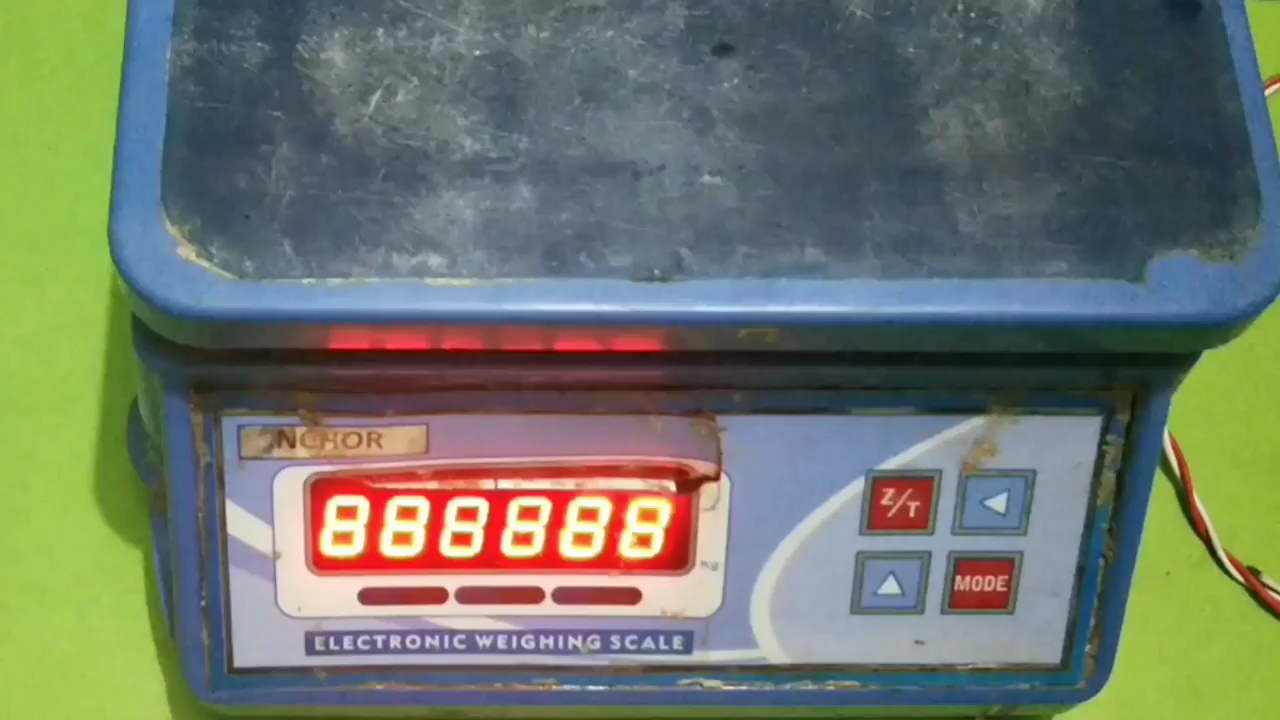 NCHOR
888888
Z/T
MODE
ELECTRONIC WEIGHING SCALE